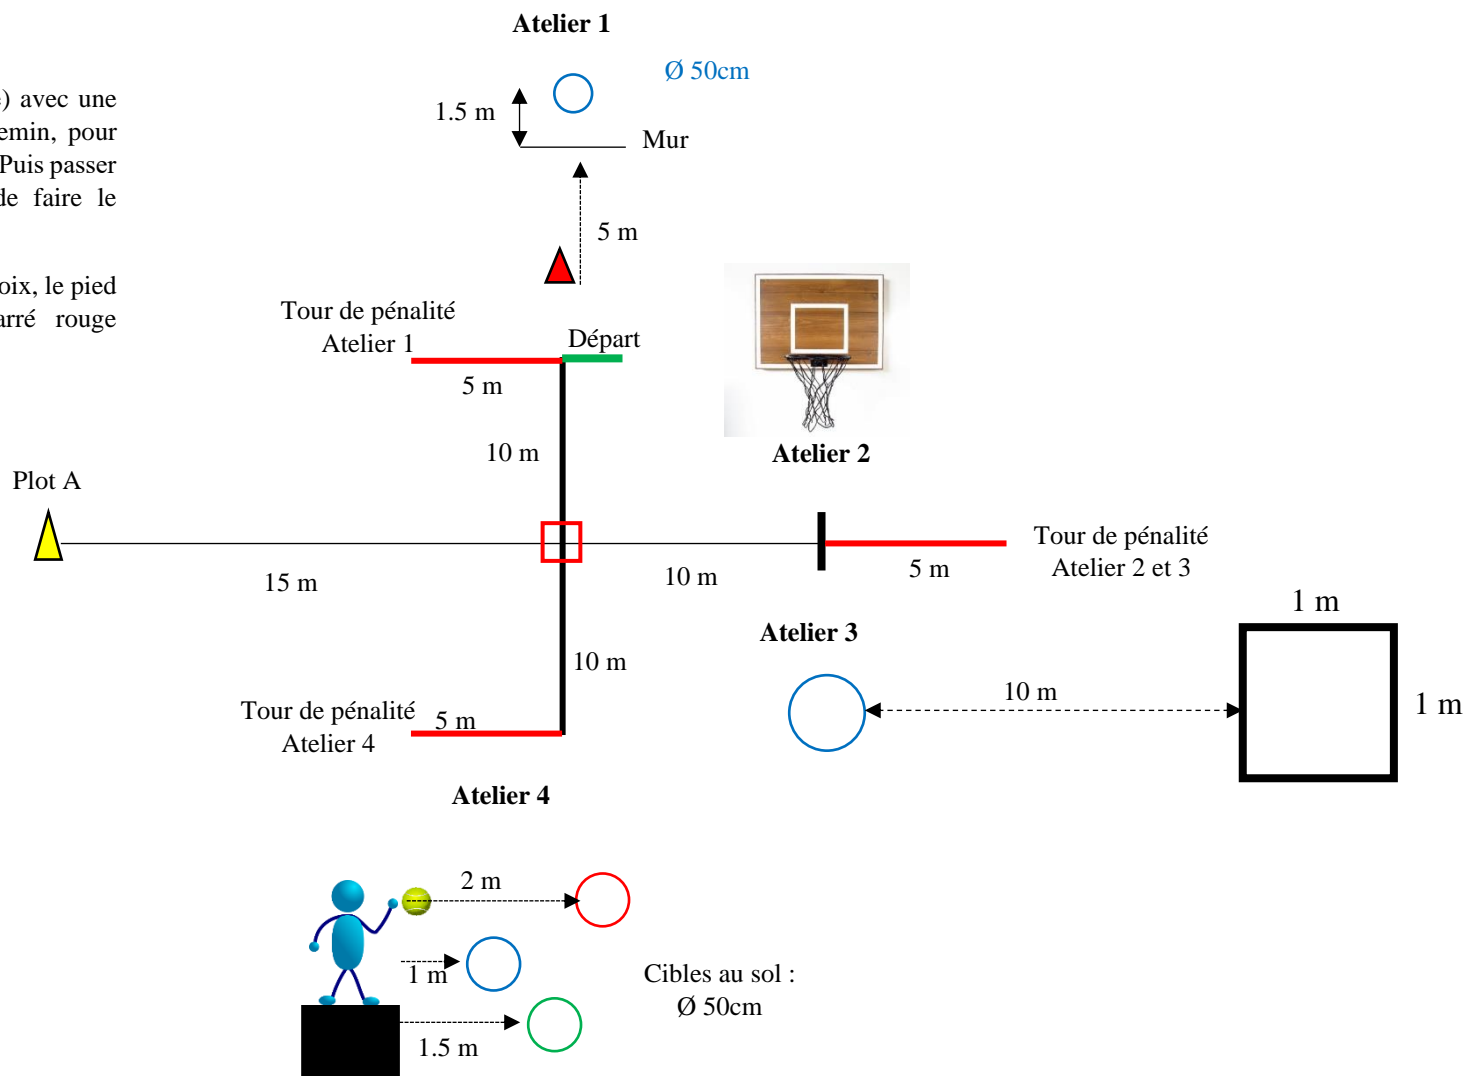 Atelier 1
Ø 50cm
) avec une
emin, pour
Puis passer
de faire le
1.5 m
Mur
5 m
oix, le pied
arré rouge
Tour de pénalité
Atelier 1
Départ
5 m
10 m
Atelier 2
Plot A
15 m
10 m
5 m
Tour de pénalité
Atelier 2 et 3
1 m
Atelier 3
10 m
10 m
1 m
Tour de pénalité
Atelier 4
5 m
Atelier 4
2 m
1 m
1.5 m
Cibles au sol :
Ø 50cm